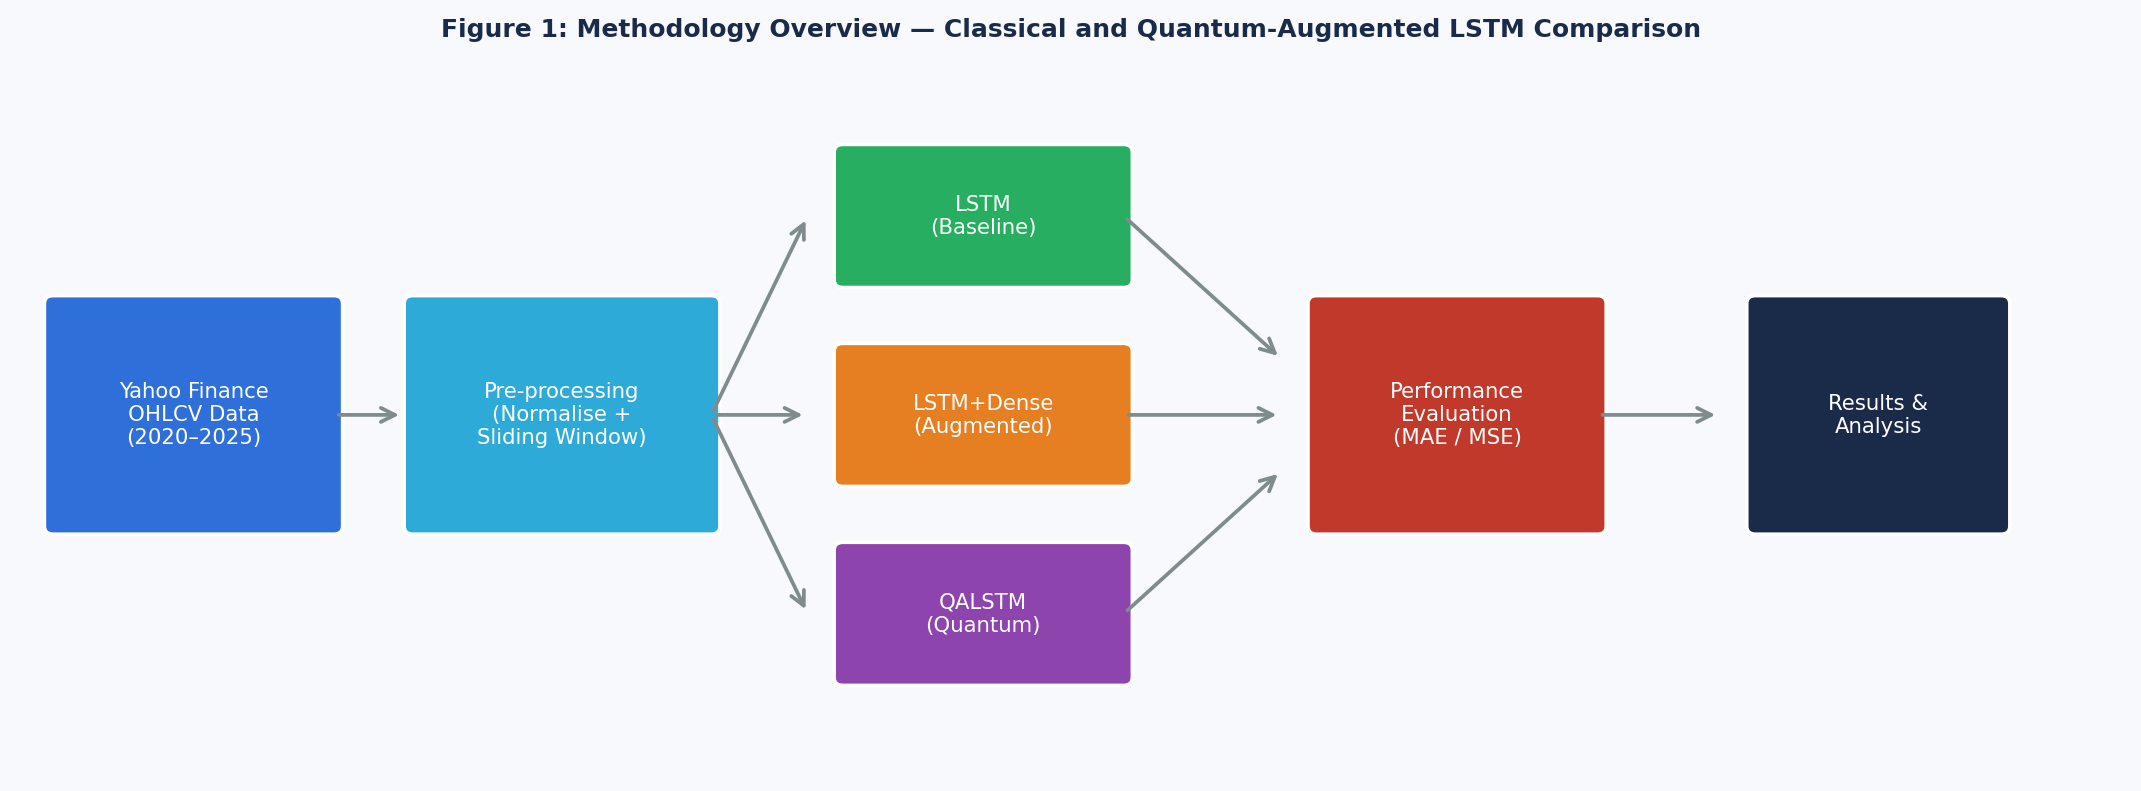 Figure 1: Methodology Overview — Classical and Quantum-Augmented LSTM Comparison
Yahoo Finance
OHLCV Data
(2020–2025)
Pre-processing
(Normalise +
Sliding Window)
LSTM
(Baseline)
LSTM+Dense
(Augmented)
QALSTM
(Quantum)
Performance
Evaluation
(MAE / MSE)
Results &
Analysis